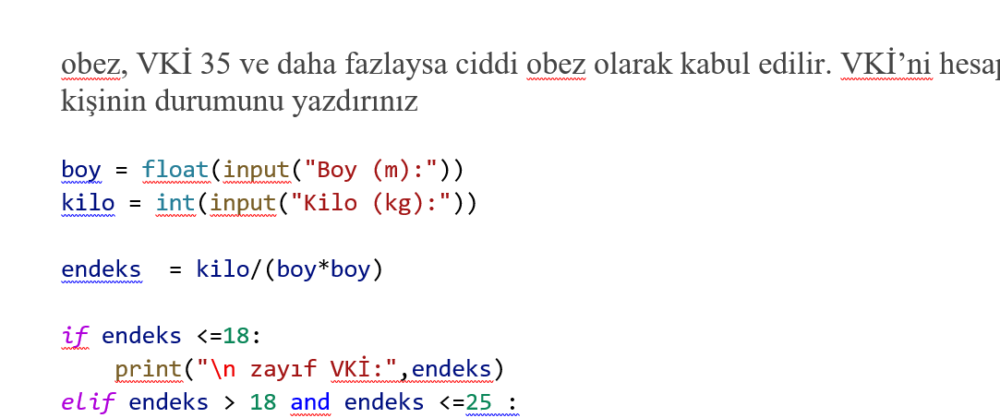 obez, VKİ 35 ve daha fazlaysa ciddi obez olarak kabul edilir. VKİ’ni
kişinin durumunu yazdırınız
boy = float(input("Boy (m):"))
kilo = int(input("Kilo (kg):"))
endeks  = kilo/(boy*boy)
if endeks <=18:
    print("\n zayıf VKİ:",endeks)
elif endeks > 18 and endeks <=25 :